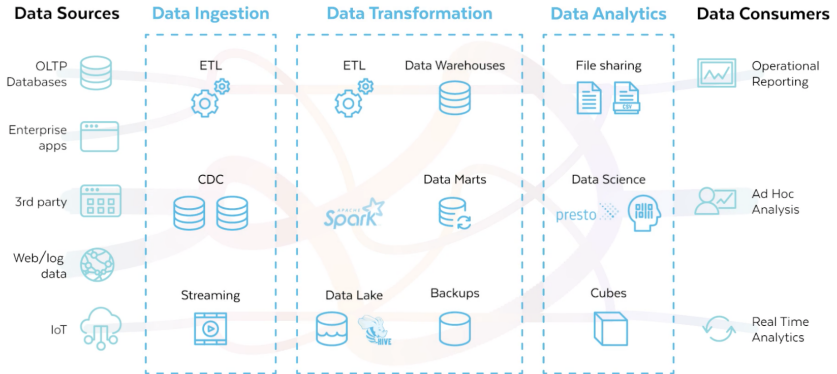 Data Sources
Data Ingestion
Data Transformation
Data Analytics
Data Consumers
OLTP
Databases
Enterprise
apps
3rd party
Web/log
data
IoT
ETL
CDC
Streaming
ETL
Data Warehouses
APACHE
Spark
Data Marts
Data Lake
HIVE
Backups
File sharing
CSV
Data Science
presto
Cubes
Operational
Reporting
Ad Hoc
Analysis
Real Time
Analytics